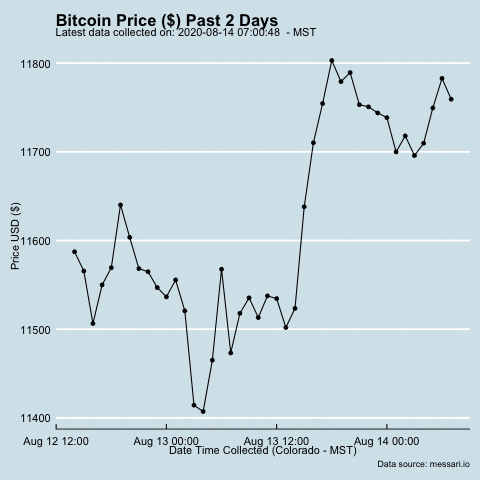 Bitcoin Price ($) Past 2 Days
Latest data collected on: 2020-08-14 07:00:48  - MST
11800
11700
11600
11500
11400
Price USD ($)
Aug 12 12:00
Aug 13 00:00
Aug 13 12:00
Aug 14 00:00
Date Time Collected (Colorado - MST)
Data source: messari.io